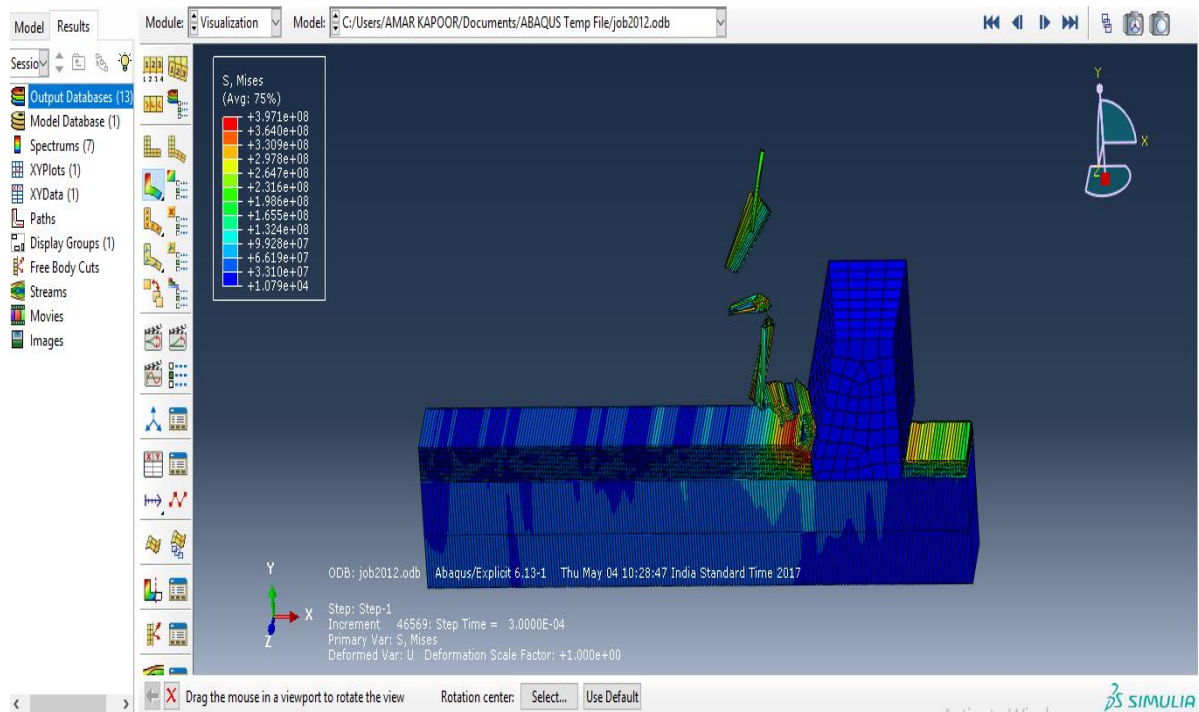 Model Results
Module: Visualization Model: C:/Users/AMAR KAPOOR/Documents/ABAQUS Temp File/job2012.odb
Sessio
Output Databases (13)
Model Database (1)
Spectrums (7)
XYPlots (1)
XYData (1)
Paths
Display Groups (1)
Free Body Cuts
Streams
Movies
Images
S, Mises
(Avg: 75%)
+3.971e+08
+3.640e+08
+3.309e+08
+2.978e+08
+2.647e+08
+2.316e+08
+1.986e+08
+1.655e+08
+1.324e+08
+9.928e+07
+6.619e+07
+3.310e+07
+1.079e+04
Y
X
Z
Y
X
Z
ODB: job2012.odb Abaqus/Explicit 6.13-1 Thu May 04 10:28:47 India Standard Time 2017
Step: Step-1
Increment 46569: Step Time = 3.0000E-04
Primary Var: S, Mises
Deformed Var: U Deformation Scale Factor: +1.000e+00
Drag the mouse in a viewport to rotate the view Rotation center: Select... Use Default
SIMULIA